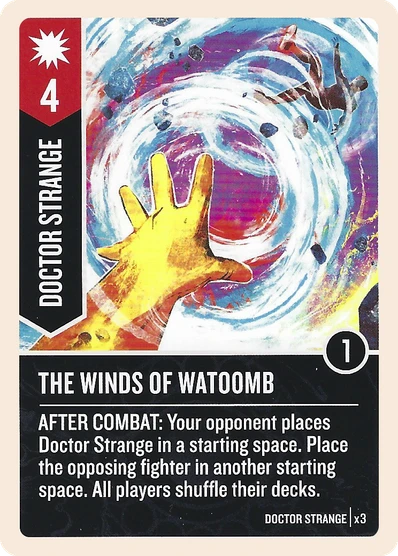 4
DOCTOR STRANGE
1
THE WINDS OF WATOOMB
AFTER COMBAT: Your opponent places
Doctor Strange in a starting space. Place
the opposing fighter in another starting
space. All players shuffle their decks.
DOCTOR STRANGE | x3